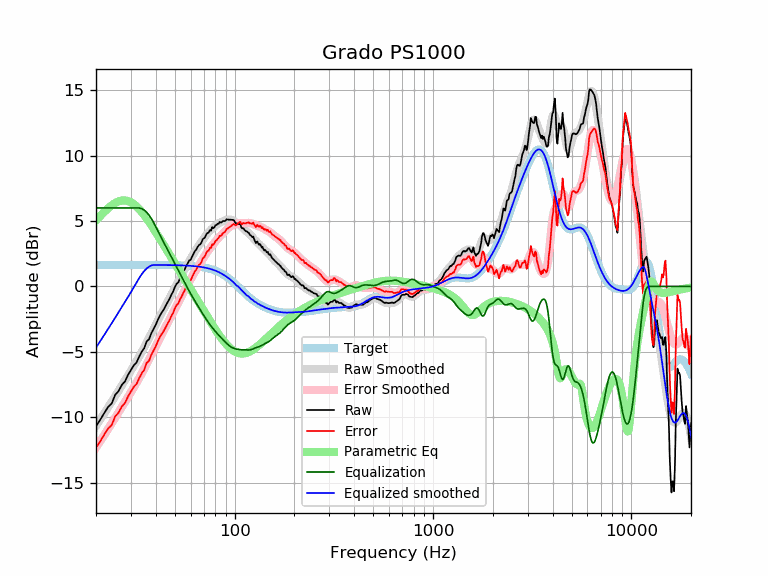 Grado PS1000
Amplitude (dBr)
15
10
5
0
−5
−10
−15
Target
Raw Smoothed
Error Smoothed
Raw
Error
Parametric Eq
Equalization
Equalized smoothed
100
1000
10000
Frequency (Hz)